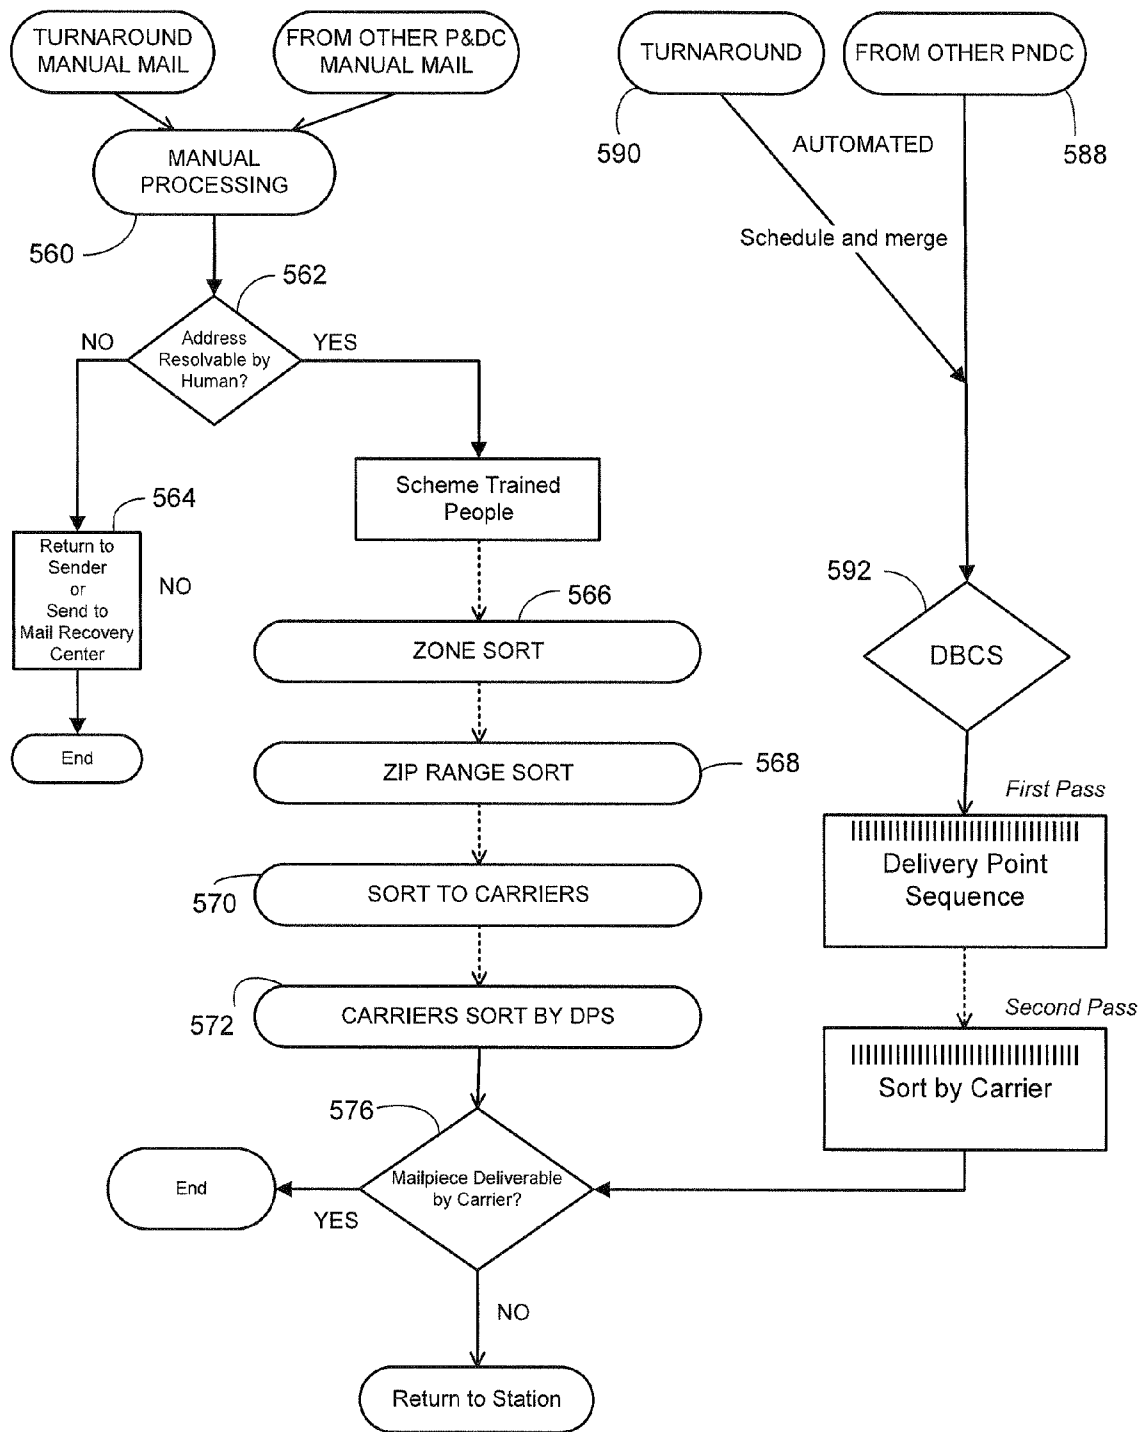 TURNAROUND
MANUAL MAIL
FROM OTHER P&DC
MANUAL MAIL
TURNAROUND
FROM OTHER PNDC
590
AUTOMATED
588
MANUAL
PROCESSING
560
Schedule and merge
562
NO
Address
Resolvable by
Human?
YES
Scheme Trained
People
564
Return to
Sender
or
Send to
Mail Recovery
Center
NO
592
566
ZONE SORT
DBCS
End
ZIP RANGE SORT
568
First Pass
Delivery Point
Sequence
570
SORT TO CARRIERS
572
CARRIERS SORT BY DPS
Second Pass
Sort by Carrier
576
Mailpiece Deliverable
by Carrier?
End
YES
NO
Return to Station